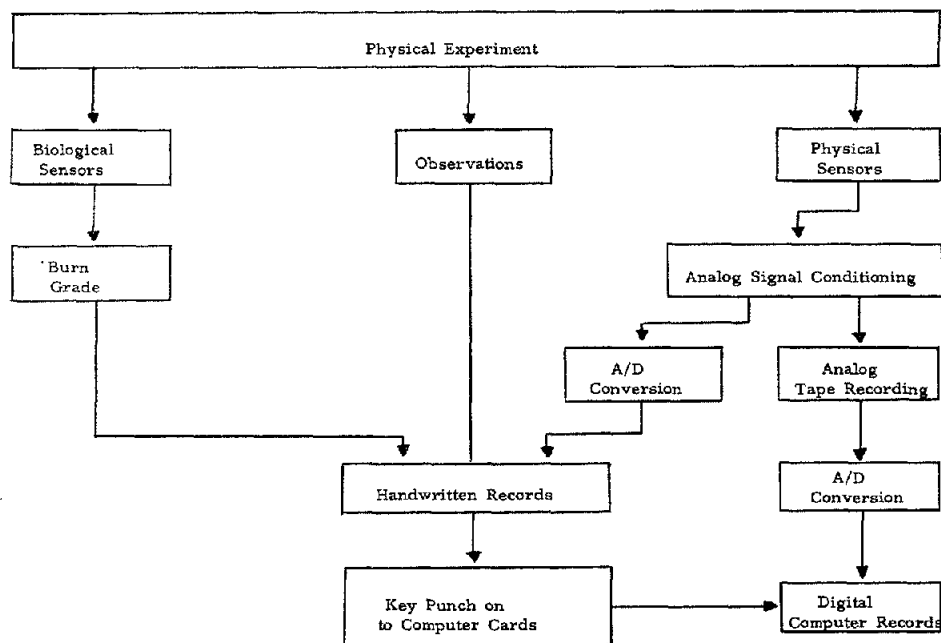 Physical Experiment
Biological
Sensors
Observations
Physical
Sensors
Burn
Grade
Analog Signal Conditioning
A/D
Conversion
Analog
Tape Recording
Handwritten Records
A/D
Conversion
Key Punch on
to Computer Cards
Digital
Computer Records